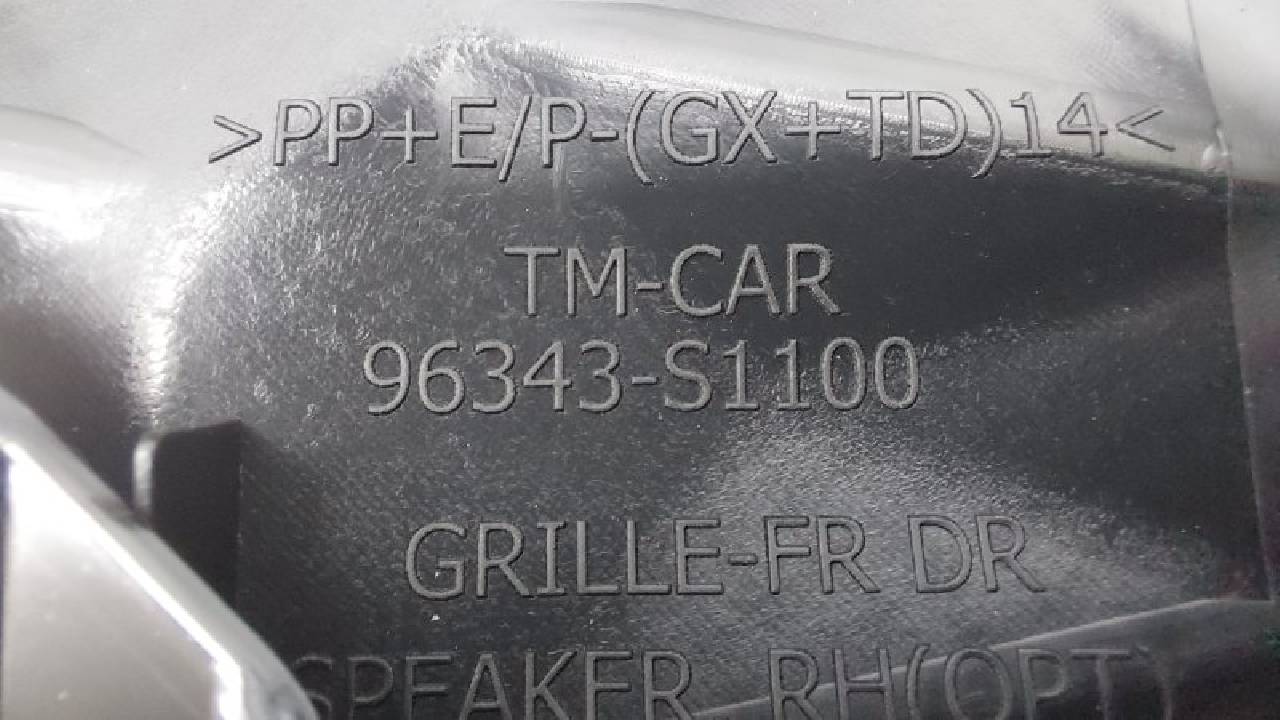 >PP+E/P-(GX+TD)14<
TM-CAR
96343-S1100
GRILLE-FR DR
SPEAKER RH(OPT)